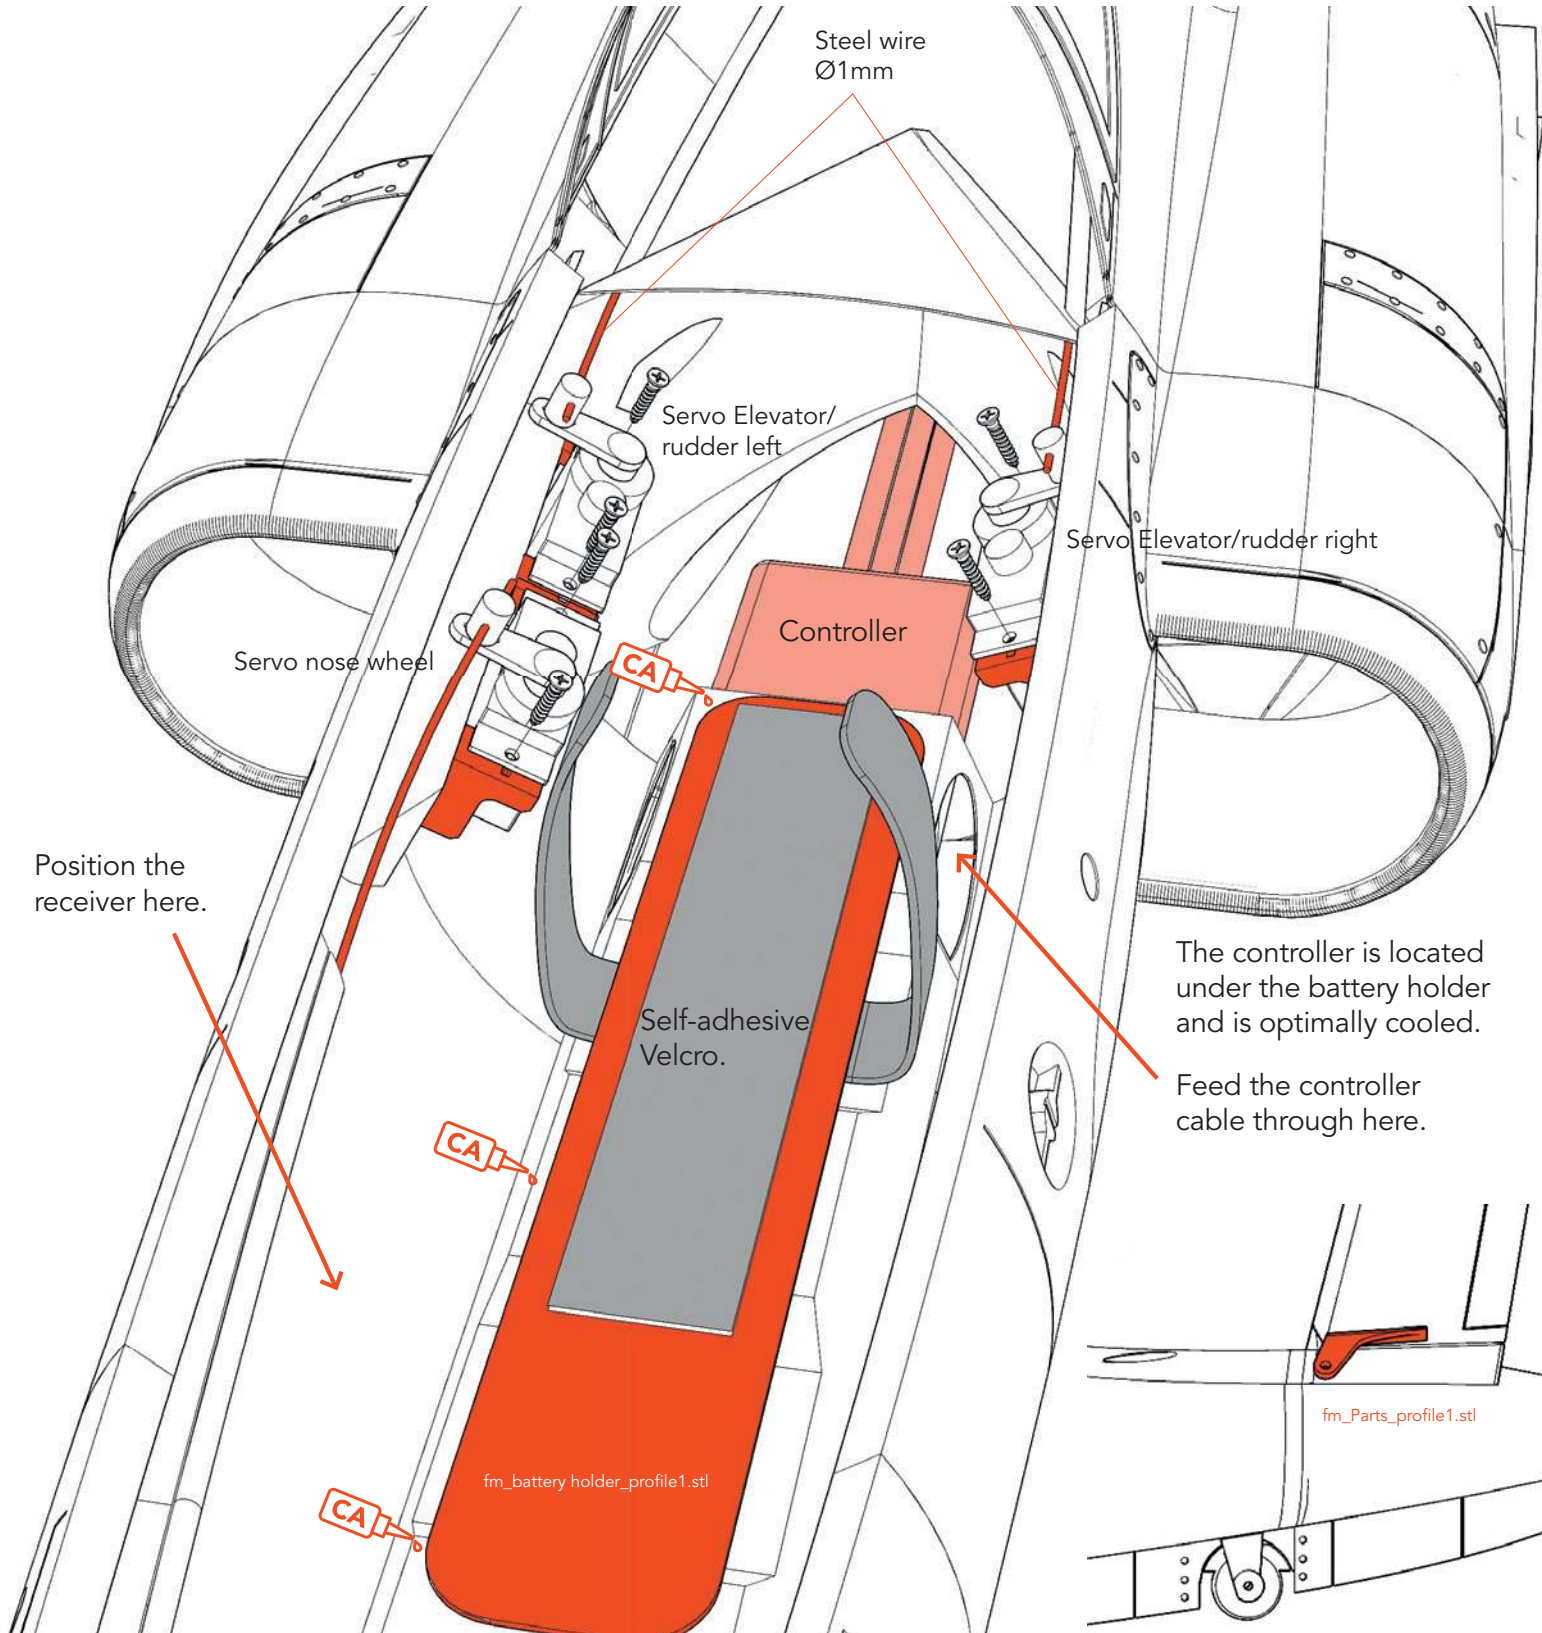 Steel wire
Ø1mm
Servo Elevator/
rudder left
Servo Elevator/rudder right
Controller
Servo nose wheel
CA
Position the
receiver here.
The controller is located
under the battery holder
and is optimally cooled.
Self-adhesive
Velcro.
Feed the controller
cable through here.
CA
fm_Parts_profile1.stl
fm_battery holder_profile1.stl
CA